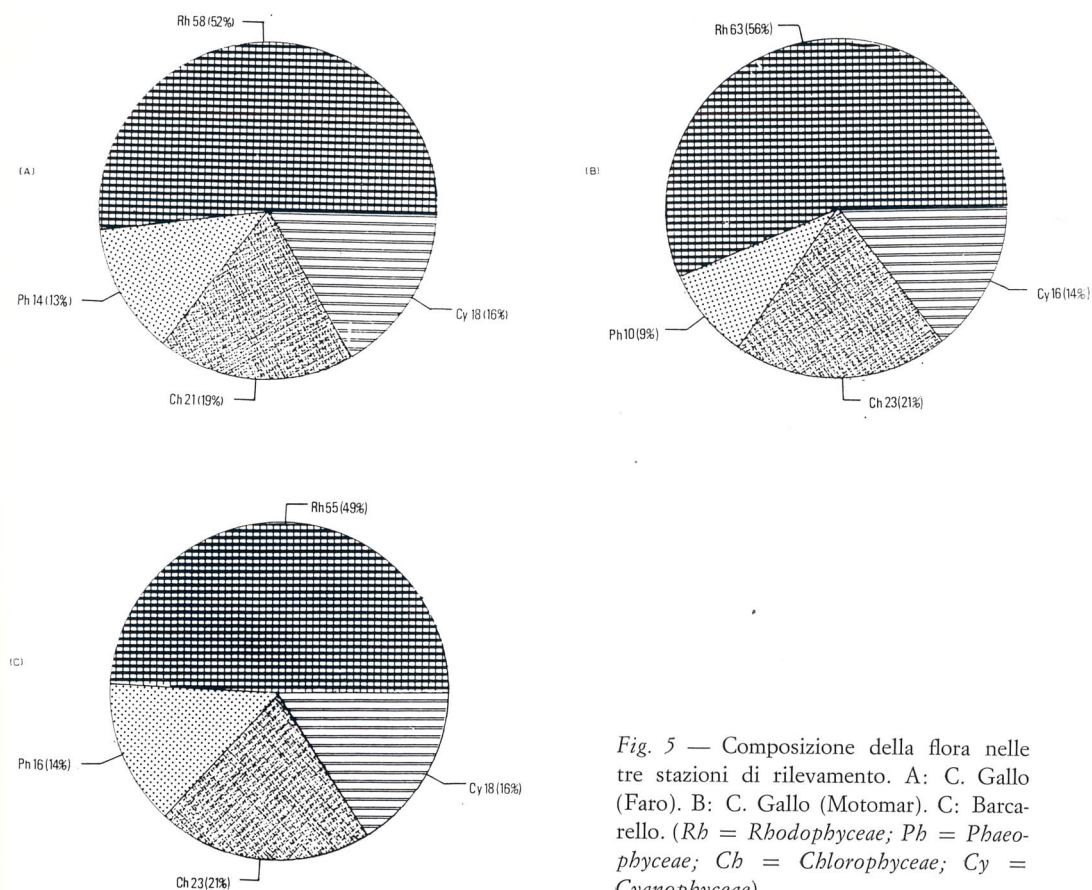 Rh 58 (52%)
(A)
Ph 14 (13%)
Cy 18 (16%)
Ch 21 (19%)
Rh 63 (56%)
(B)
Ph 10 (9%)
Cy 16 (14%)
Ch 23 (21%)
Rh 55 (49%)
(C)
Ph 16 (14%)
Cy 18 (16%)
Ch 23 (21%)
Fig. 5 — Composizione della flora nelle
tre stazioni di rilevamento. A: C. Gallo
(Faro). B: C. Gallo (Motomar). C: Barca-
rello. (Rh = Rhodophyceae; Ph = Phaeo-
phyceae; Ch = Chlorophyceae; Cy =
Cyanophyceae)